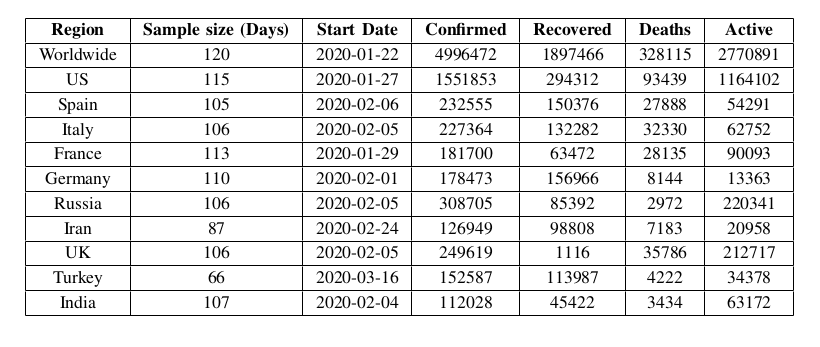 Region Sample size (Days) Start Date Confirmed Recovered Deaths Active
Worldwide 120 2020-01-22 4996472 1897466 328115 2770891
US 115 2020-01-27 1551853 294312 93439 1164102
Spain 105 2020-02-06 232555 150376 27888 54291
Italy 106 2020-02-05 227364 132282 32330 62752
France 113 2020-01-29 181700 63472 28135 90093
Germany 110 2020-02-01 178473 156966 8144 13363
Russia 106 2020-02-05 308705 85392 2972 220341
Iran 87 2020-02-24 126949 98808 7183 20958
UK 106 2020-02-05 249619 1116 35786 212717
Turkey 66 2020-03-16 152587 113987 4222 34378
India 107 2020-02-04 112028 45422 3434 63172